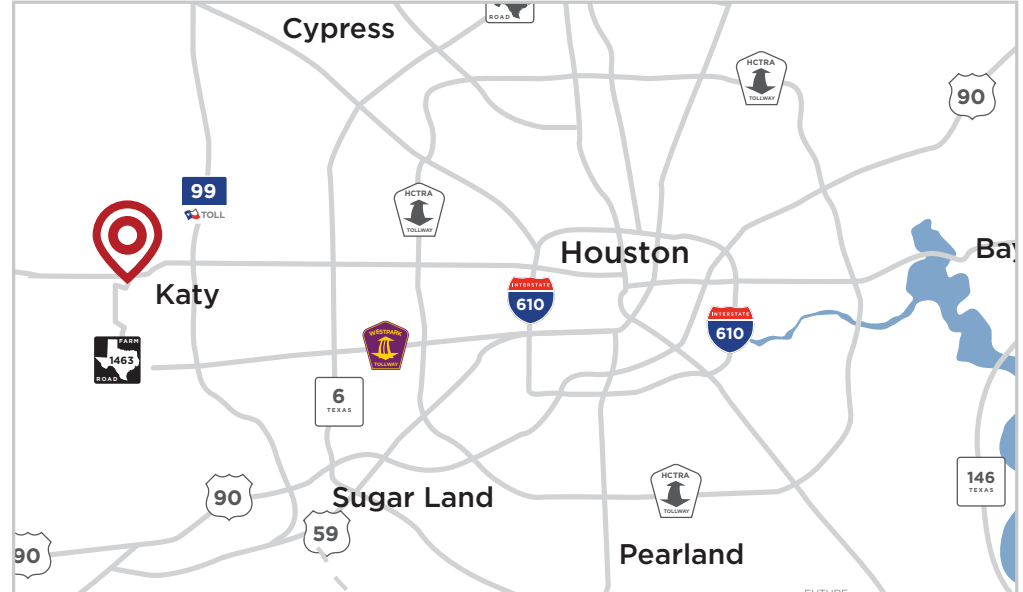 ROAD
Cypress
HCTRA
TOLLWAY
90
99
TOLL
HCTRA
TOLLWAY
Houston
Katy
INTERSTATE
610
INTERSTATE
610
WESTPARK
TOLLWAY
FARM
1463
ROAD
6
TEXAS
HCTRA
TOLLWAY
146
TEXAS
90
Sugar Land
59
90
Pearland